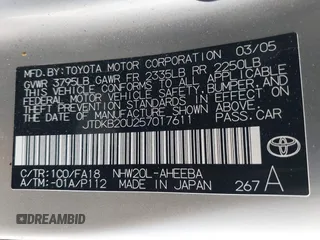 MFD. BY:TOYOTA MOTOR CORPORATION 03/05
GVWR 3795LB GAWR FR 2335LB RR 2250LB
THIS VEHICLE CONFORMS TO ALL APPLICABLE
FEDERAL MOTOR VEHICLE SAFETY, BUMPER, AND
THEFT PREVENTION STANDARDS IN EFFECT ON
THE DATE OF MANUFACTURE SHOWN ABOVE.
JTDKB20U257017611 PASS.CAR
C/TR:1C0/FA18 NHW20L-AHEEBA
A/TM:-01A/P112 MADE IN JAPAN 267 A
TOYOTA
DREAMBID